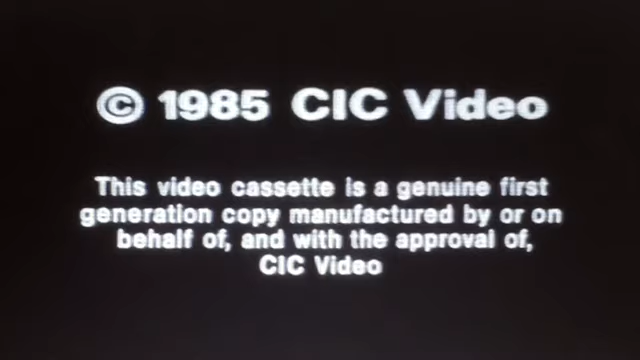 © 1985 CIC Video
This video cassette is a genuine first
generation copy manufactured by or on
behalf of, and with the approval of,
CIC Video